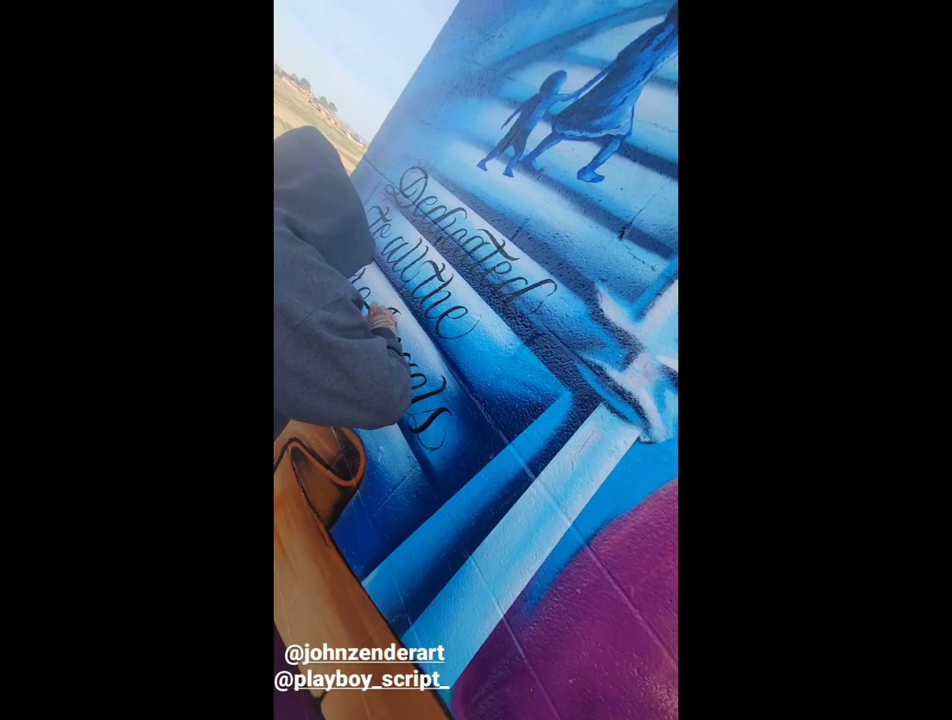 Dedicated
To all The
@johnzenderart
@playboy_script_